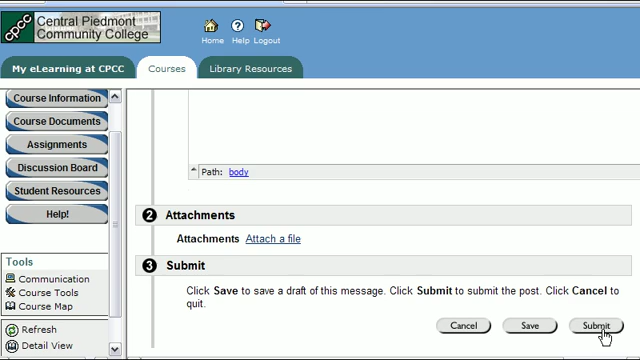 cpcc
Central Piedmont
Community College
Home
Help
Logout
My eLearning at CPCC
Courses
Library Resources
Course Information
Course Documents
Assignments
Discussion Board
Student Resources
Help!
Tools
Communication
Course Tools
Course Map
Refresh
Detail View
Path: body
2 Attachments
Attachments Attach a file
3 Submit
Click Save to save a draft of this message. Click Submit to submit the post. Click Cancel to
quit.
Cancel
Save
Submit